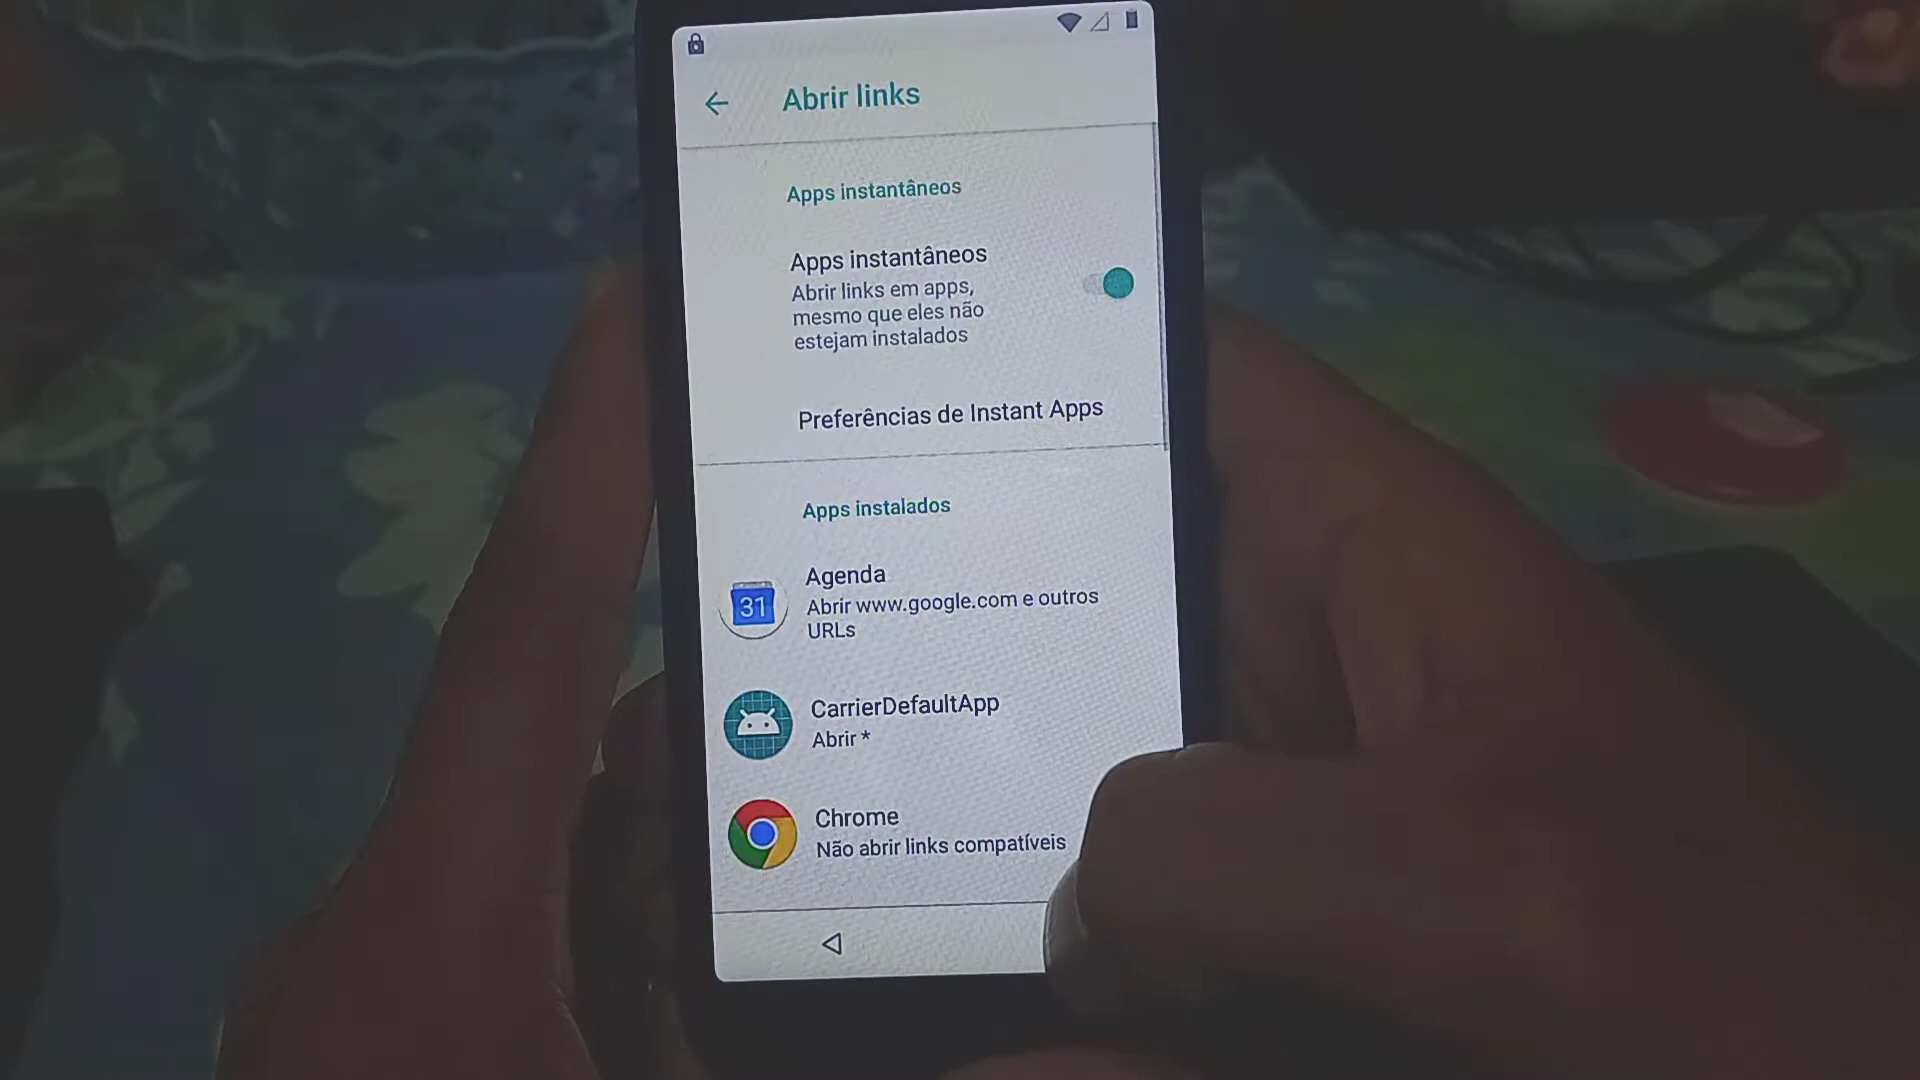 Abrir links
Apps instantâneos
Apps instantâneos
Abrir links em apps,
mesmo que eles não
estejam instalados
Preferências de Instant Apps
Apps instalados
Agenda
31
Abrir www.google.com e outros
URLs
CarrierDefaultApp
Abrir *
Chrome
Não abrir links compatíveis